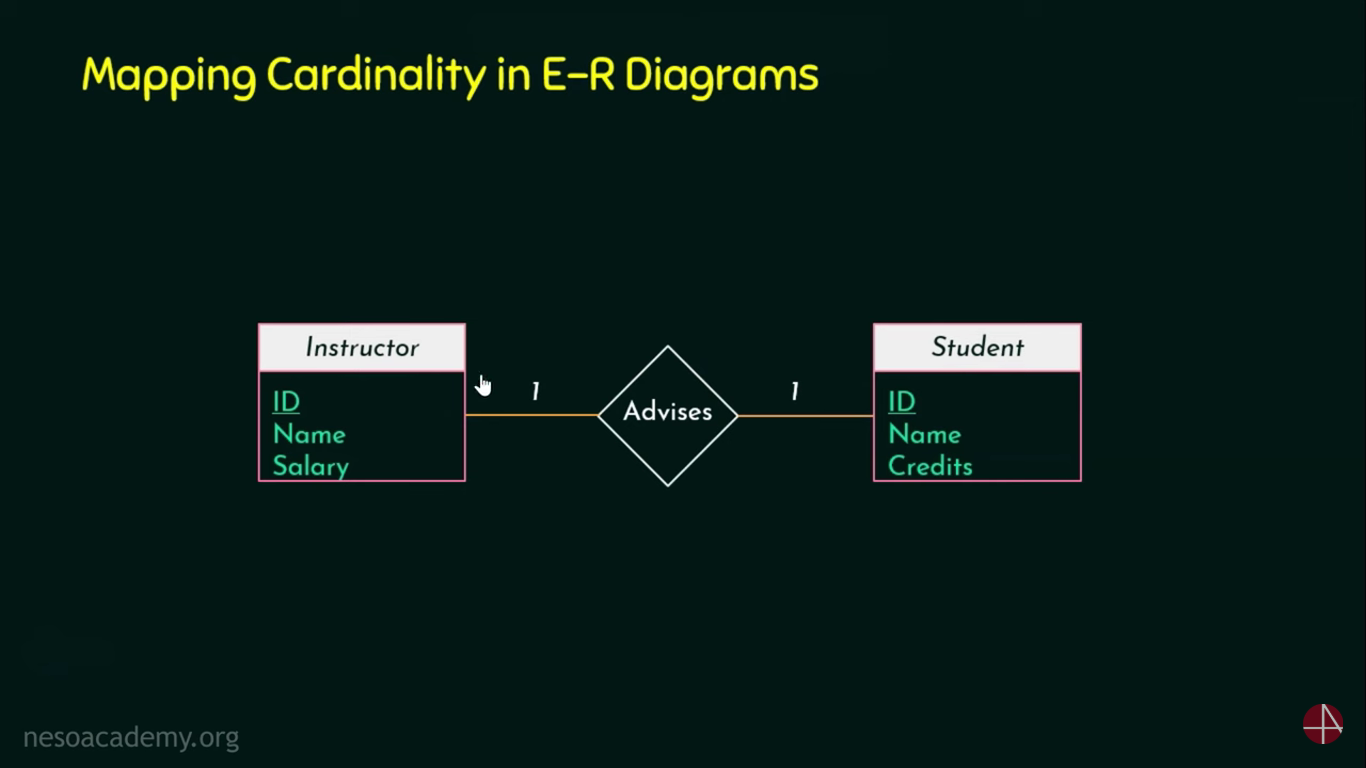 Mapping Cardinality in E-R Diagrams
Instructor
ID
Name
Salary
1
Advises
1
Student
ID
Name
Credits
nesoacademy.org